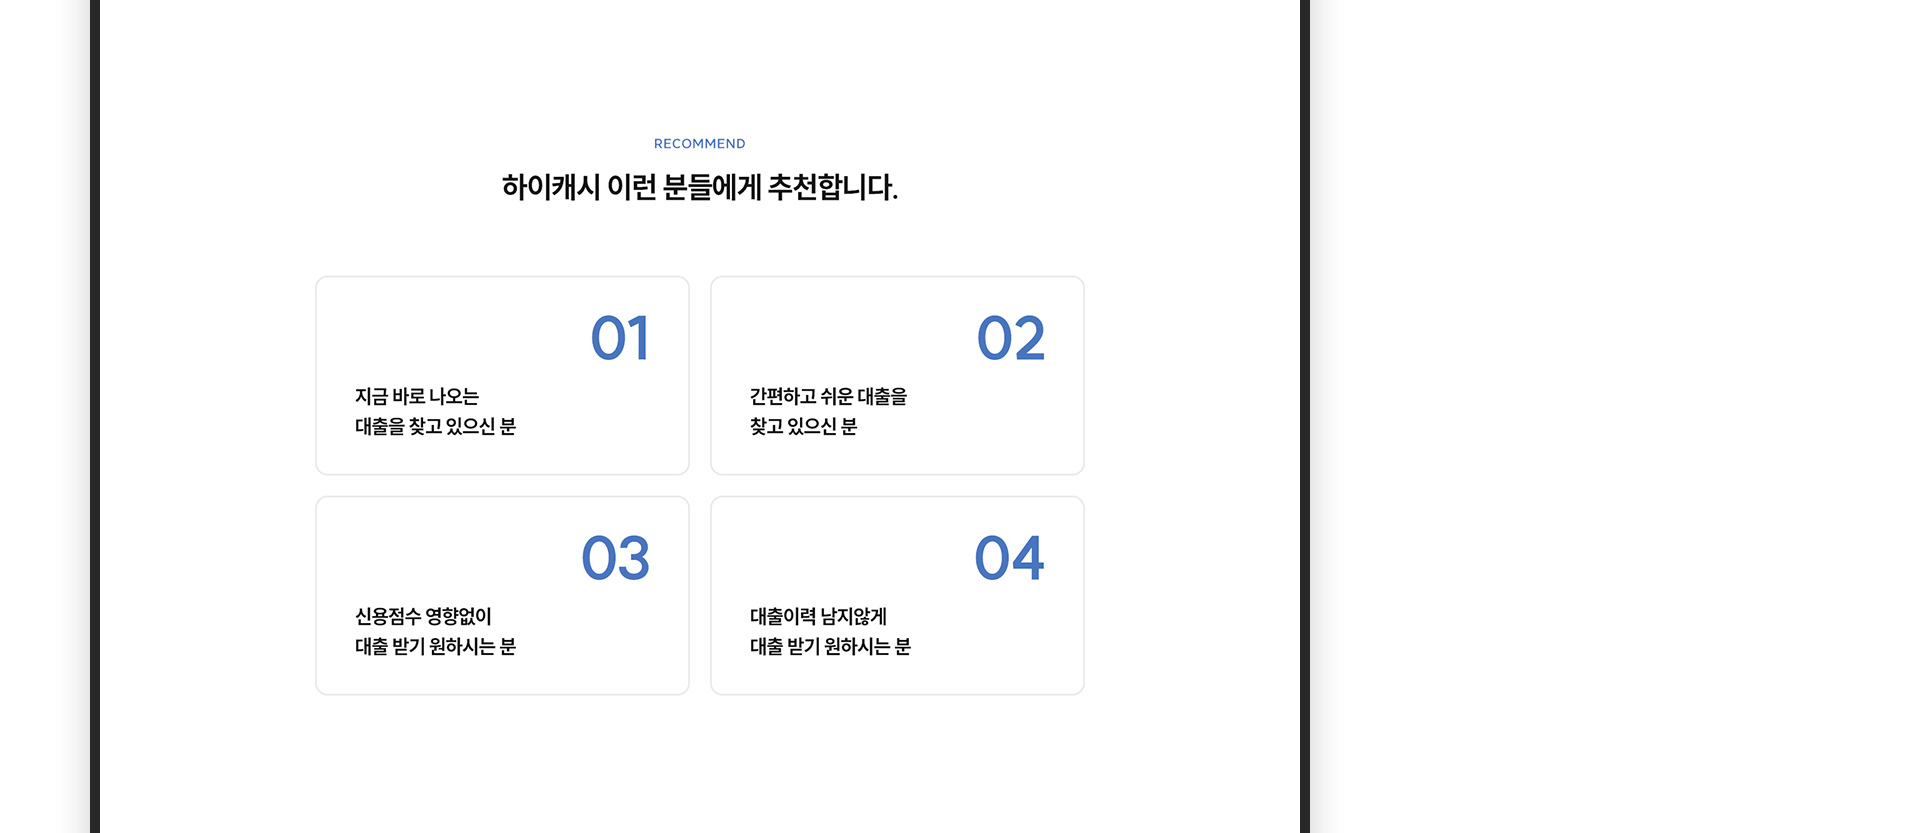 RECOMMEND
하이캐시 이런 분들에게 추천합니다.
01
지금 바로 나오는
대출을 찾고 있으신 분
02
간편하고 쉬운 대출을
찾고 있으신 분
03
신용점수 영향없이
대출 받기 원하시는 분
04
대출이력 남지않게
대출 받기 원하시는 분